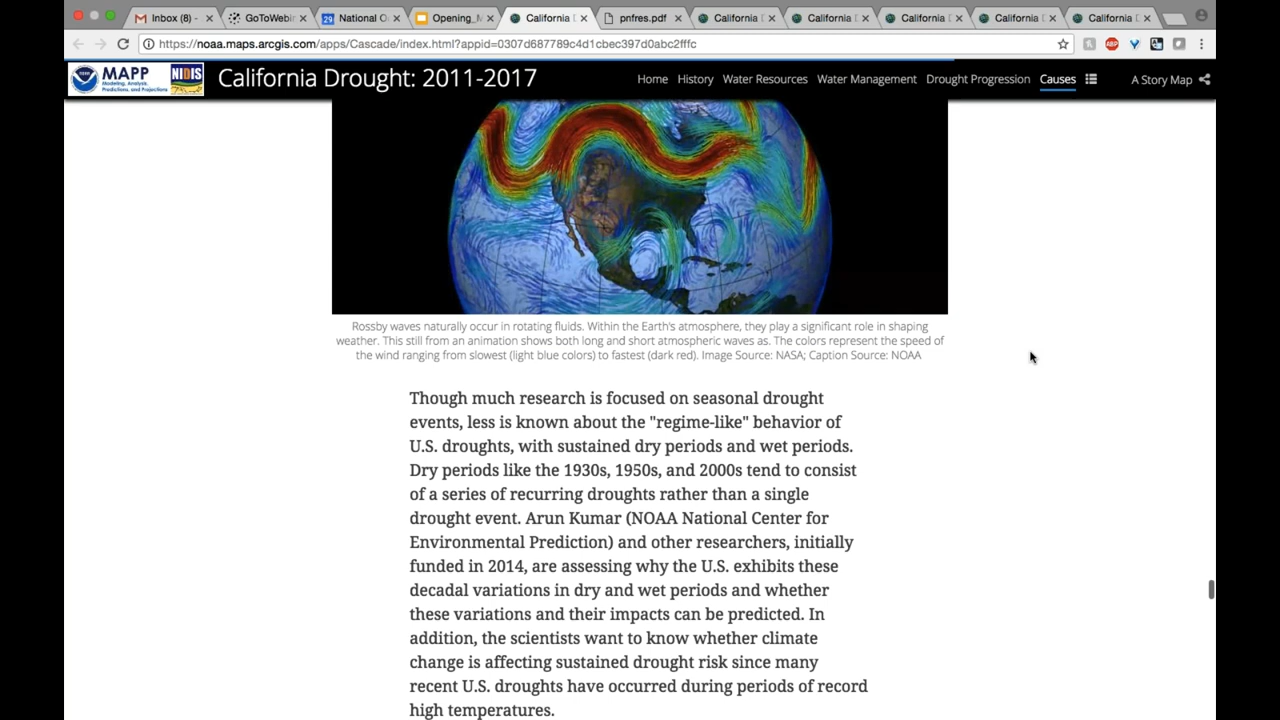 Inbox (8) -
GoToWebi
National O
Opening_
California D
pnfres.pdf
California
California D
California D
California D
California D
https://noaa.maps.arcgis.com/apps/Cascade/index.html?appid=0307d687789c4d1cbec397d0abc2fffc
MAPP
Modeling, Analysis,
Predictions, and Projections
NIDIS
California Drought: 2011-2017
Home History Water Resources Water Management Drought Progression Causes A Story Map
Rossby waves naturally occur in rotating fluids. Within the Earth's atmosphere, they play a significant role in shaping
weather. This still from an animation shows both long and short atmospheric waves as. The colors represent the speed of
the wind ranging from slowest (light blue colors) to fastest (dark red). Image Source: NASA; Caption Source: NOAA
Though much research is focused on seasonal drought
events, less is known about the "regime-like" behavior of
U.S. droughts, with sustained dry periods and wet periods.
Dry periods like the 1930s, 1950s, and 2000s tend to consist
of a series of recurring droughts rather than a single
drought event. Arun Kumar (NOAA National Center for
Environmental Prediction) and other researchers, initially
funded in 2014, are assessing why the U.S. exhibits these
decadal variations in dry and wet periods and whether
these variations and their impacts can be predicted. In
addition, the scientists want to know whether climate
change is affecting sustained drought risk since many
recent U.S. droughts have occurred during periods of record
high temperatures.